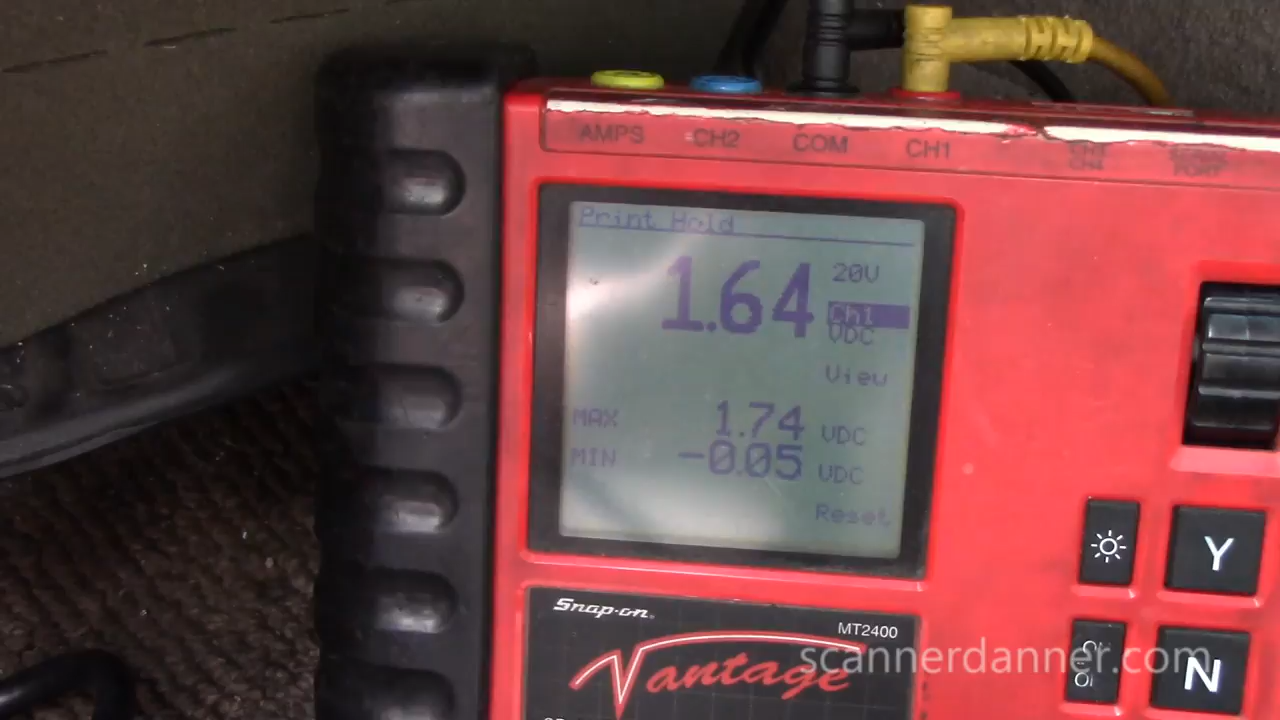 AMPS CH2 COM CH1
Print Hold
1.64 20V
Ch1
VDC
View
MAX 1.74 VDC
MIN -0.05 VDC
Reset
Snap-on
MT2400
Vantage
Y
N
scannerdanner.com